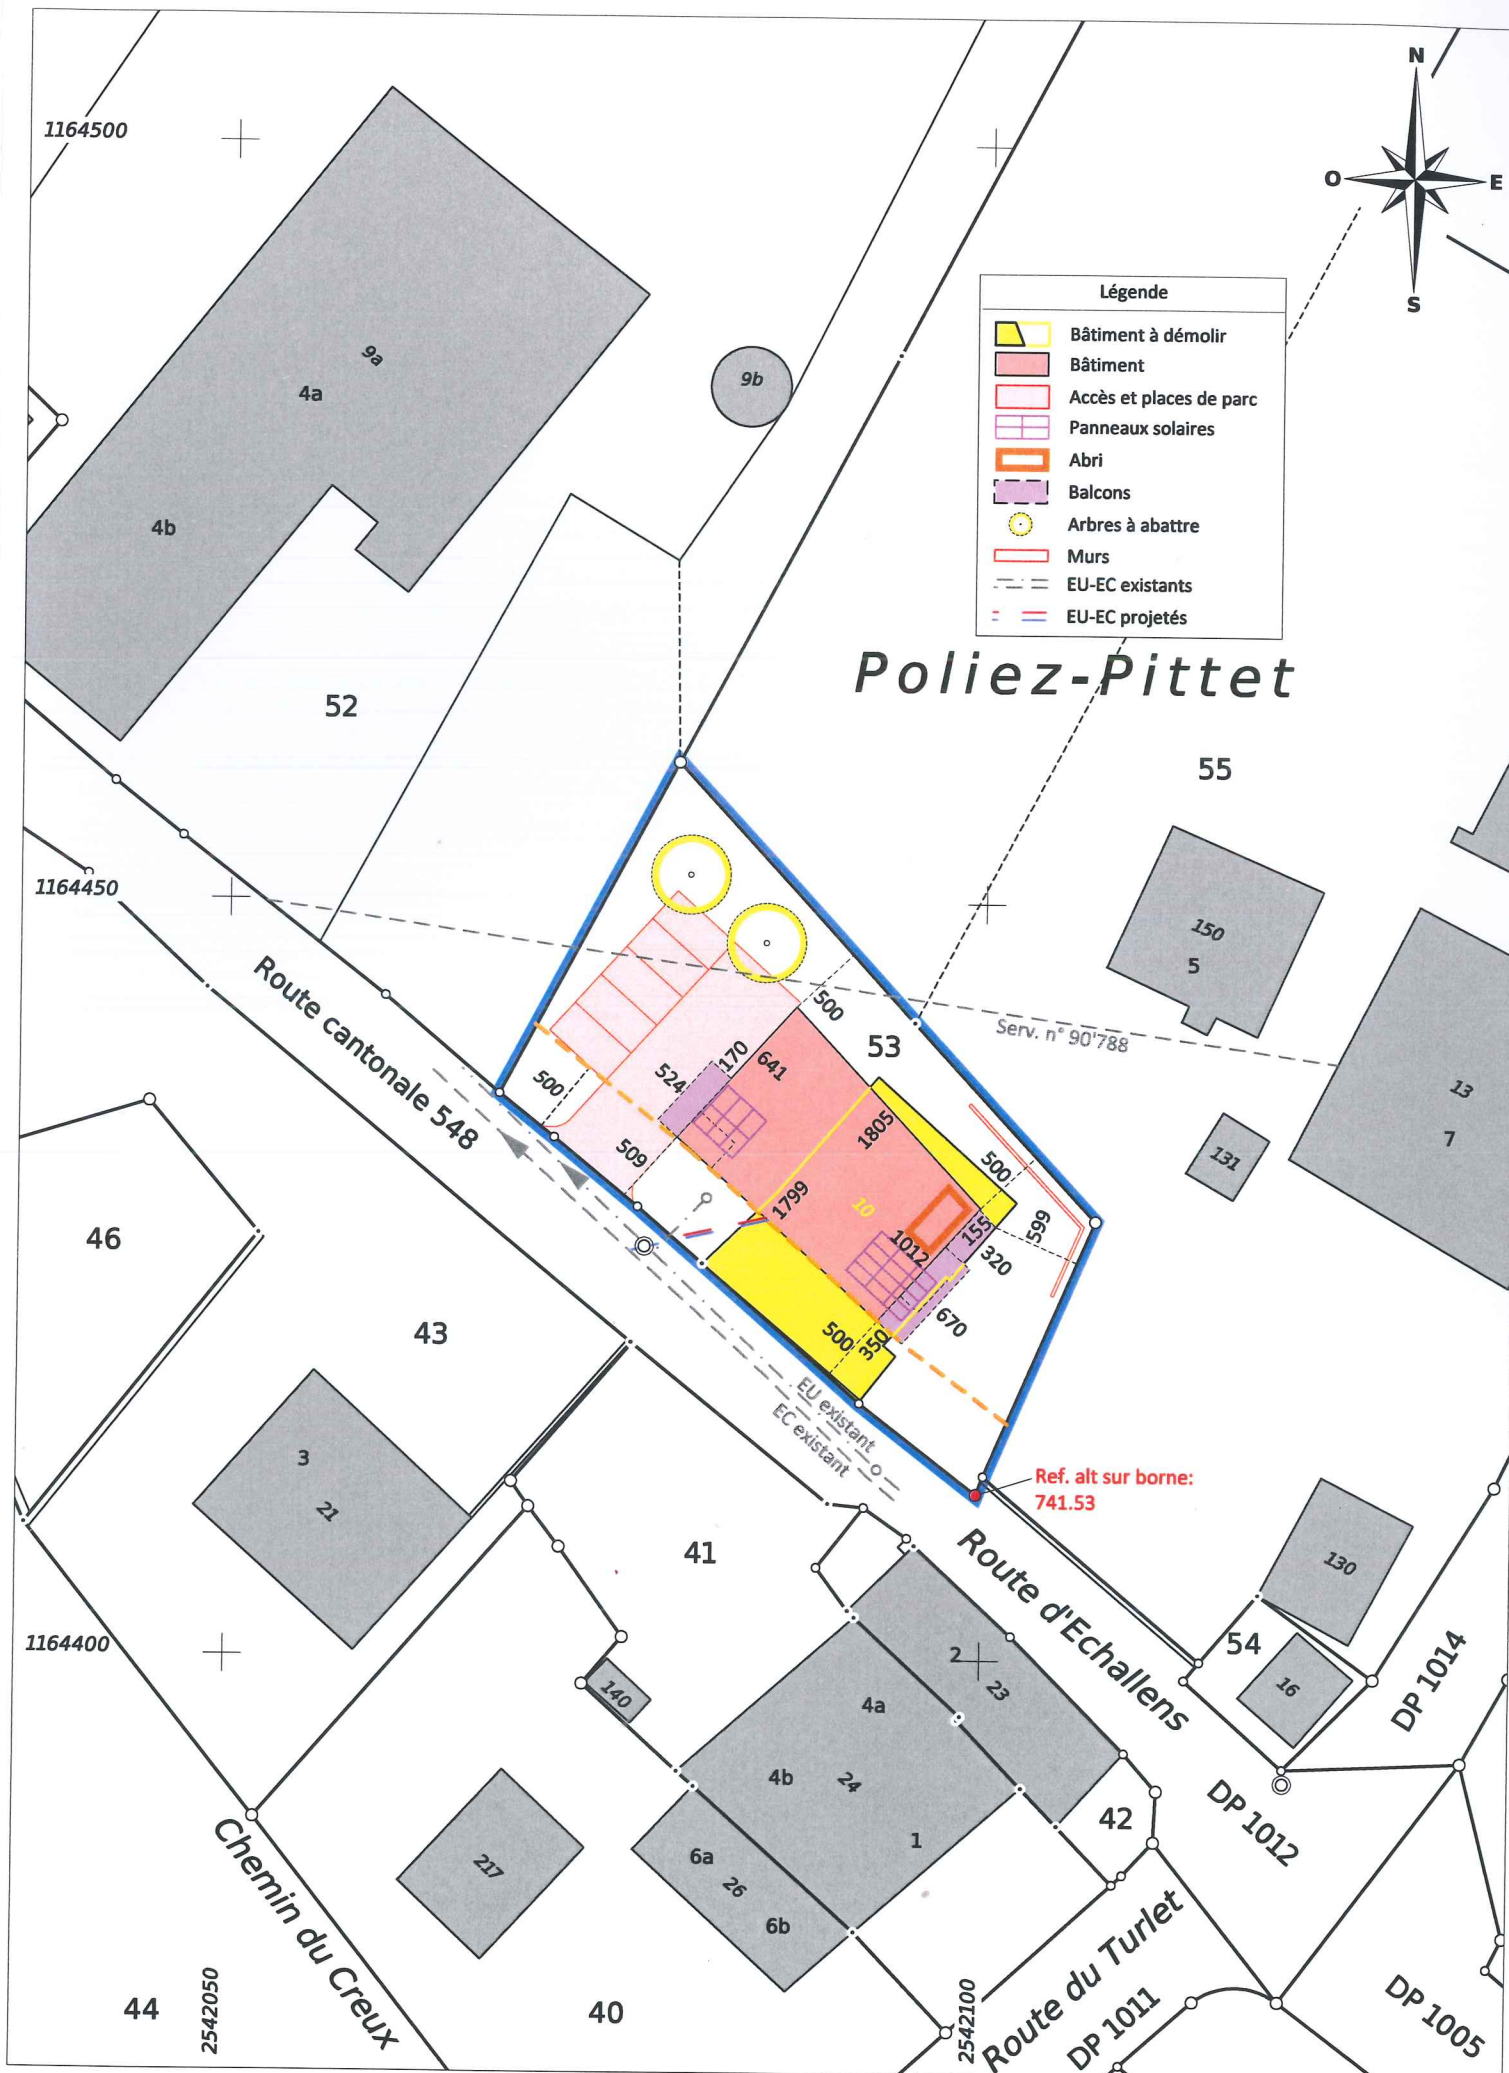 N
1164500
O
E
S
Légende
Bâtiment à démolir
Bâtiment
Accès et places de parc
Panneaux solaires
Abri
Balcons
Arbres à abattre
Murs
EU-EC existants
EU-EC projetés
9a
4a
9b
4b
Poliez-Pittet
52
55
1164450
150
5
Route cantonale 548
500
53
Serv. n° 90'788
170
641
524
500
13
7
1805
509
500
131
1799
10
599
46
155
1012
320
670
43
500
350
EU existant
EC existant
3
21
Ref. alt sur borne:
741.53
41
Route d'Echallens
130
1164400
54
2
23
16
140
4a
DP 1014
4b
24
42
DP 1012
1
217
6a
26
6b
Chemin du Creux
Route du Turlet
44
2542050
40
2542100
DP 1011
DP 1005